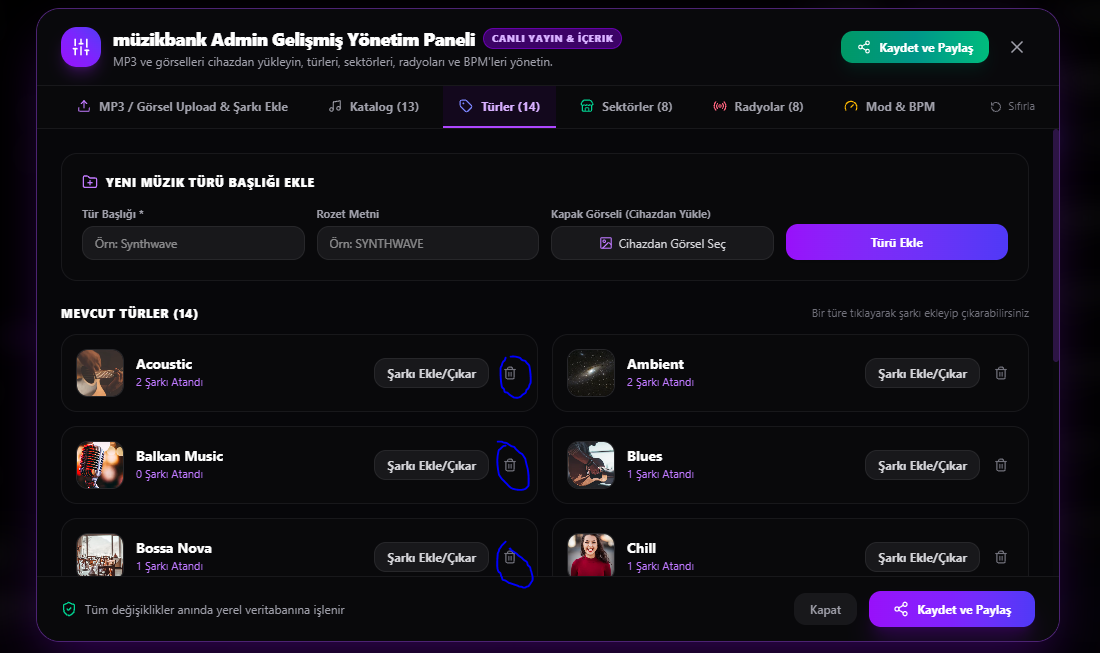 müzikbank Admin Gelişmiş Yönetim Paneli CANLI YAYIN & İÇERİK
MP3 ve görselleri cihazdan yükleyin, türleri, sektörleri, radyoları ve BPM'leri yönetin.
Kaydet ve Paylaş
MP3 / Görsel Upload & Şarkı Ekle Katalog (13) Türler (14) Sektörler (8) Radyolar (8) Mod & BPM Sıfırla
YENİ MÜZİK TÜRÜ BAŞLIĞI EKLE
Tür Başlığı * Rozet Metni Kapak Görseli (Cihazdan Yükle)
Örn: Synthwave Örn: SYNTHWAVE Cihazdan Görsel Seç Türü Ekle
MEVCUT TÜRLER (14) Bir türe tıklayarak şarkı ekleyip çıkarabilirsiniz
Acoustic
2 Şarkı Atandı
Şarkı Ekle/Çıkar
Ambient
2 Şarkı Atandı
Şarkı Ekle/Çıkar
Balkan Music
0 Şarkı Atandı
Şarkı Ekle/Çıkar
Blues
1 Şarkı Atandı
Şarkı Ekle/Çıkar
Bossa Nova
1 Şarkı Atandı
Şarkı Ekle/Çıkar
Chill
1 Şarkı Atandı
Şarkı Ekle/Çıkar
Tüm değişiklikler anında yerel veritabanına işlenir
Kapat Kaydet ve Paylaş